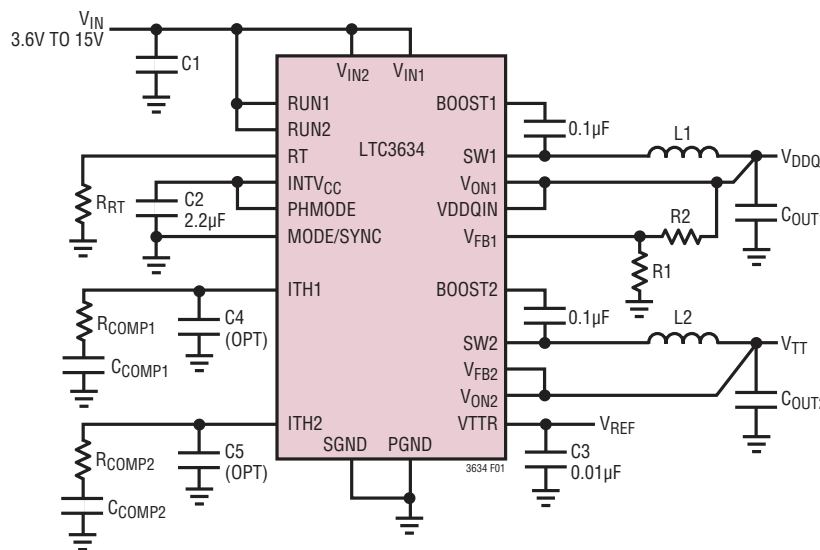 VIN
3.6V TO 15V
C1
VIN2
VIN1
RUN1
BOOST1
RUN2
0.1µF
LTC3634
L1
RT
SW1
VDDQ
INTVCC
VON1
RRT
C2
2.2µF
PHMODE
VDDQIN
COUT
R2
MODE/SYNC
VFB1
R1
ITH1
BOOST2
RCOMP1
C4
(OPT)
0.1µF
L2
CCOMP1
SW2
VTT
VFB2
VON2
COUT
ITH2
VTTR
VREF
RCOMP2
C5
(OPT)
SGND
PGND
C3
0.01µF
3634 F01
CCOMP2